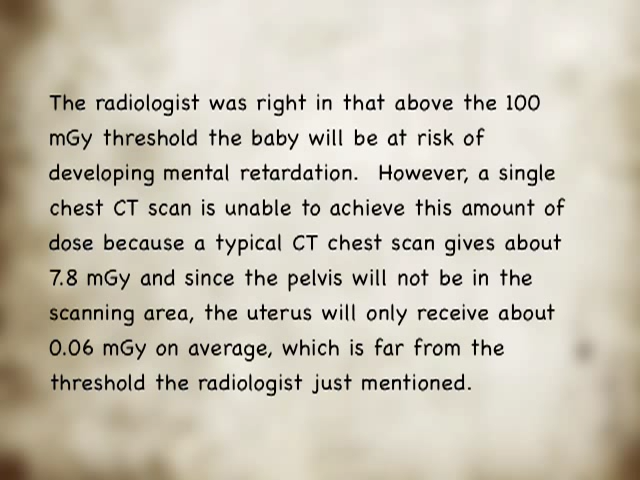 The radiologist was right in that above the 100
mGy threshold the baby will be at risk of
developing mental retardation.  However, a single
chest CT scan is unable to achieve this amount of
dose because a typical CT chest scan gives about
7.8 mGy and since the pelvis will not be in the
scanning area, the uterus will only receive about
0.06 mGy on average, which is far from the
threshold the radiologist just mentioned.